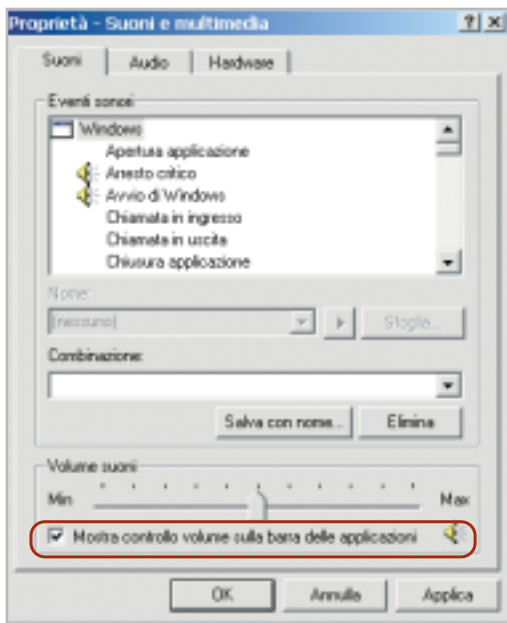 Proprietà - Suoni e multimedia
Suoni Audio Hardware
Eventi sonori
Windows
Apertura applicazione
Arresto critico
Avvio di Windows
Chiamata in ingresso
Chiamata in uscita
Chiusura applicazione
Nome:
(nessuno) Sfoglia...
Combinazione:
Salva con nome... Elimina
Volume suoni
Min Max
Mostra controllo volume sulla barra delle applicazioni
OK Annulla Applica